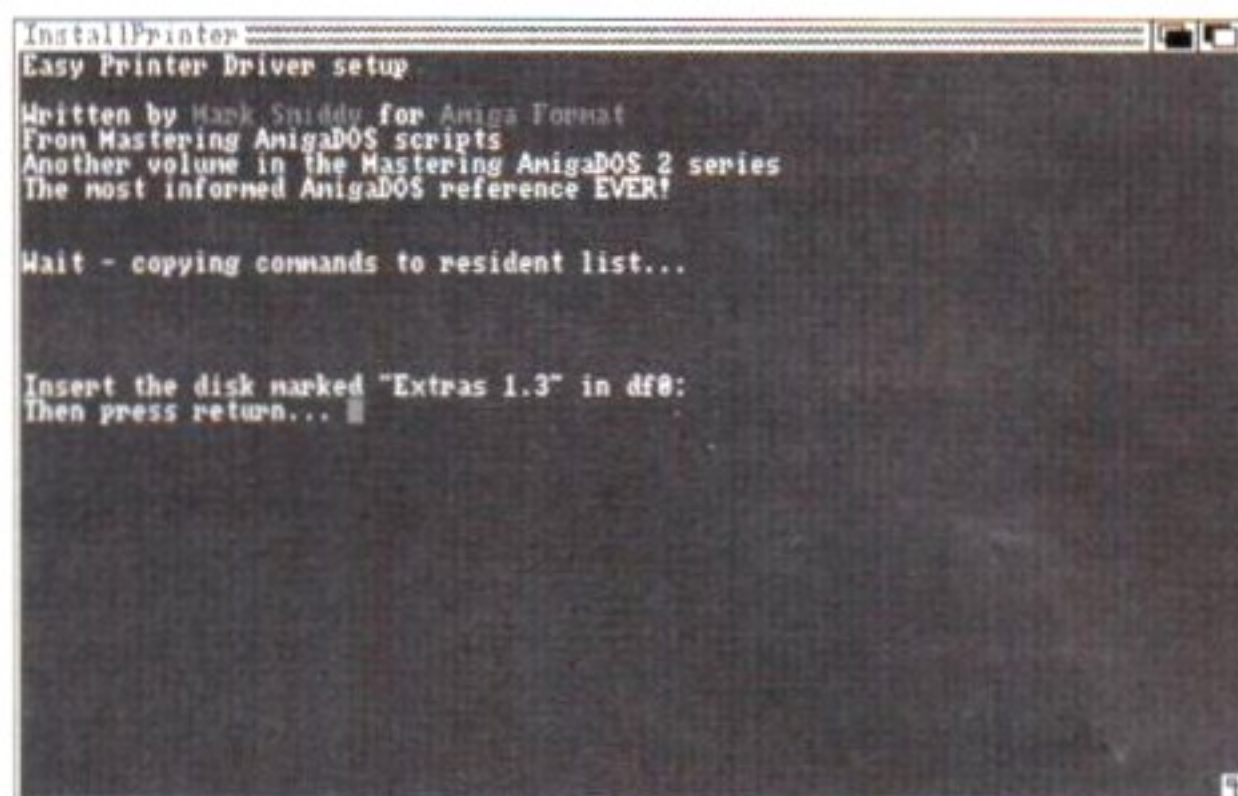 InstallPrinter
Easy Printer Driver setup
Written by Mark Smiddy for Amiga Format
From Mastering AmigaDOS scripts
Another volume in the Mastering AmigaDOS 2 series
The most informed AmigaDOS reference EVER!
Wait - copying commands to resident list...
Insert the disk marked "Extras 1.3" in df0:
Then press return...